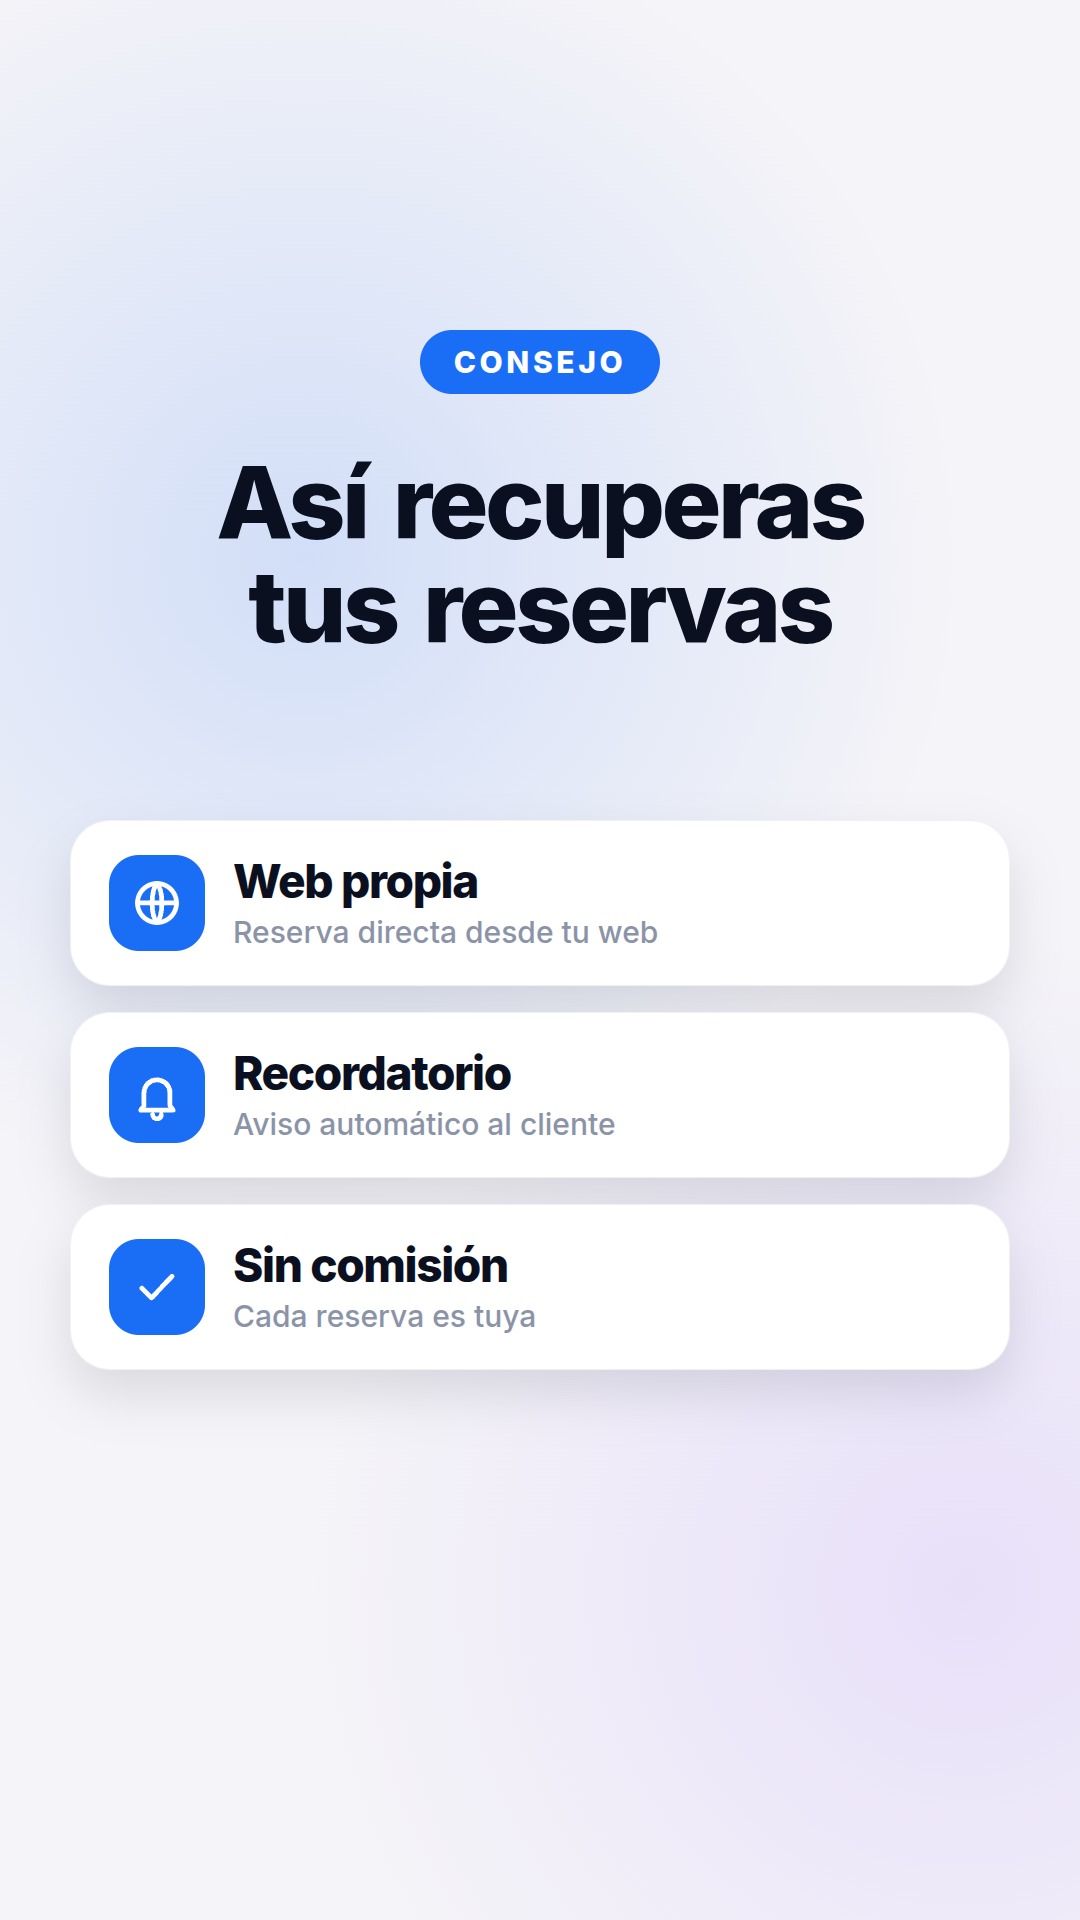 CONSEJO
Así recuperas
tus reservas
Web propia
Reserva directa desde tu web
Recordatorio
Aviso automático al cliente
Sin comisión
Cada reserva es tuya